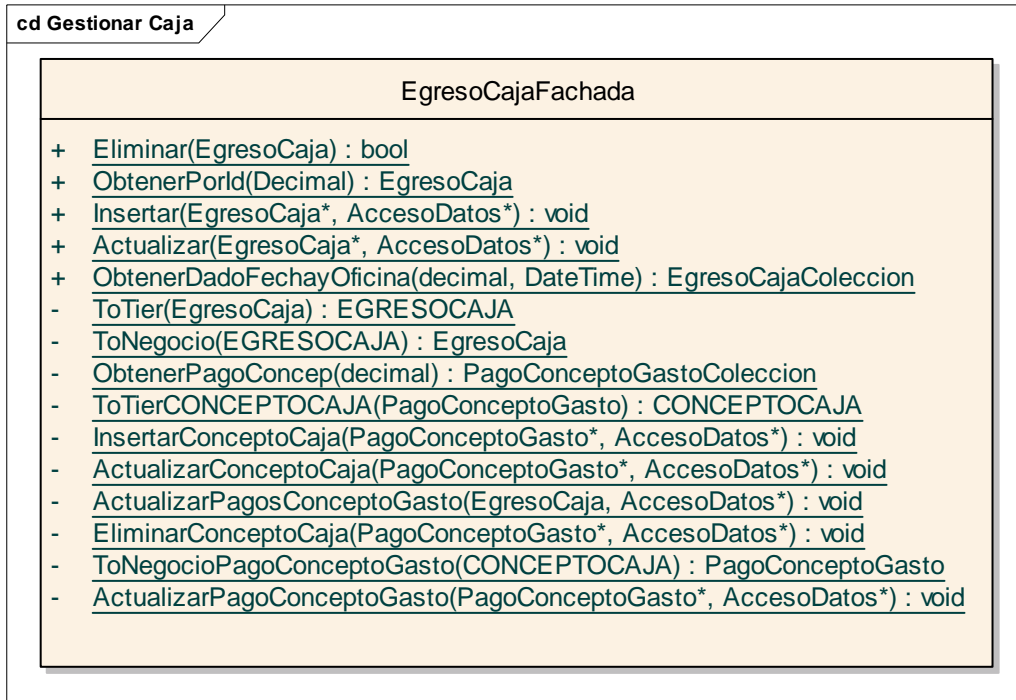 cd Gestionar Caja
EgresoCajaFachada
+ Eliminar(EgresoCaja) : bool
+ ObtenerPorId(Decimal) : EgresoCaja
+ Insertar(EgresoCaja*, AccesoDatos*) : void
+ Actualizar(EgresoCaja*, AccesoDatos*) : void
+ ObtenerDadoFechayOficina(decimal, DateTime) : EgresoCajaColeccion
- ToTier(EgresoCaja) : EGRESOCAJA
- ToNegocio(EGRESOCAJA) : EgresoCaja
- ObtenerPagoConcep(decimal) : PagoConceptoGastoColeccion
- ToTierCONCEPTOCAJA(PagoConceptoGasto) : CONCEPTOCAJA
- InsertarConceptoCaja(PagoConceptoGasto*, AccesoDatos*) : void
- ActualizarConceptoCaja(PagoConceptoGasto*, AccesoDatos*) : void
- ActualizarPagosConceptoGasto(EgresoCaja, AccesoDatos*) : void
- EliminarConceptoCaja(PagoConceptoGasto*, AccesoDatos*) : void
- ToNegocioPagoConceptoGasto(CONCEPTOCAJA) : PagoConceptoGasto
- ActualizarPagoConceptoGasto(PagoConceptoGasto*, AccesoDatos*) : void